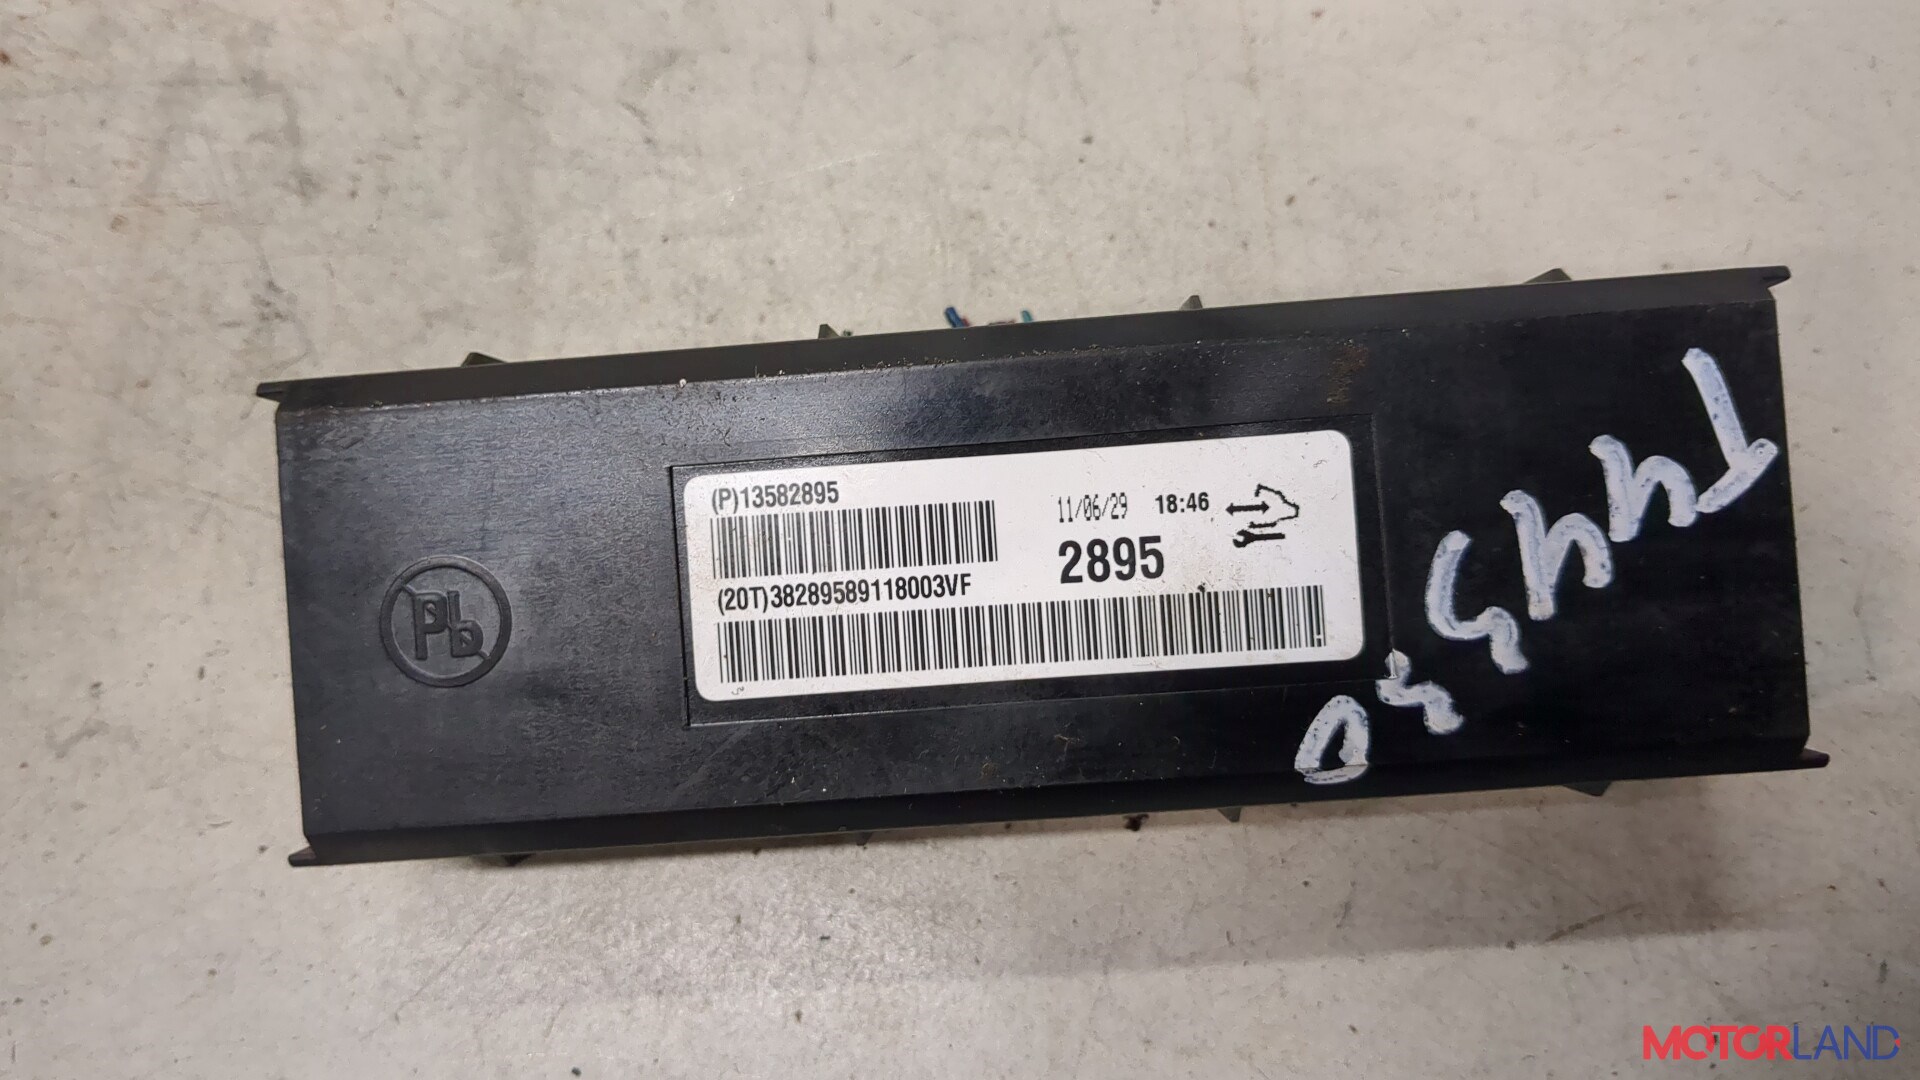 (P)13582895
11/06/29 18:46
2895
(20T)38289589118003VF
Pb
MOTORLAND